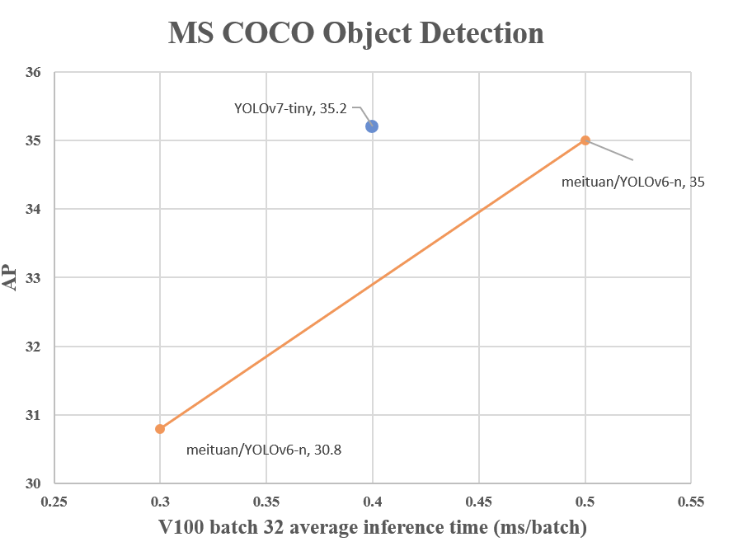 MS COCO Object Detection
36
YOLOv7-tiny, 35.2
35
meituan/YOLOv6-n, 35
34
33
AP
32
31
meituan/YOLOv6-n, 30.8
30
0.25 0.3 0.35 0.4 0.45 0.5 0.55
V100 batch 32 average inference time (ms/batch)